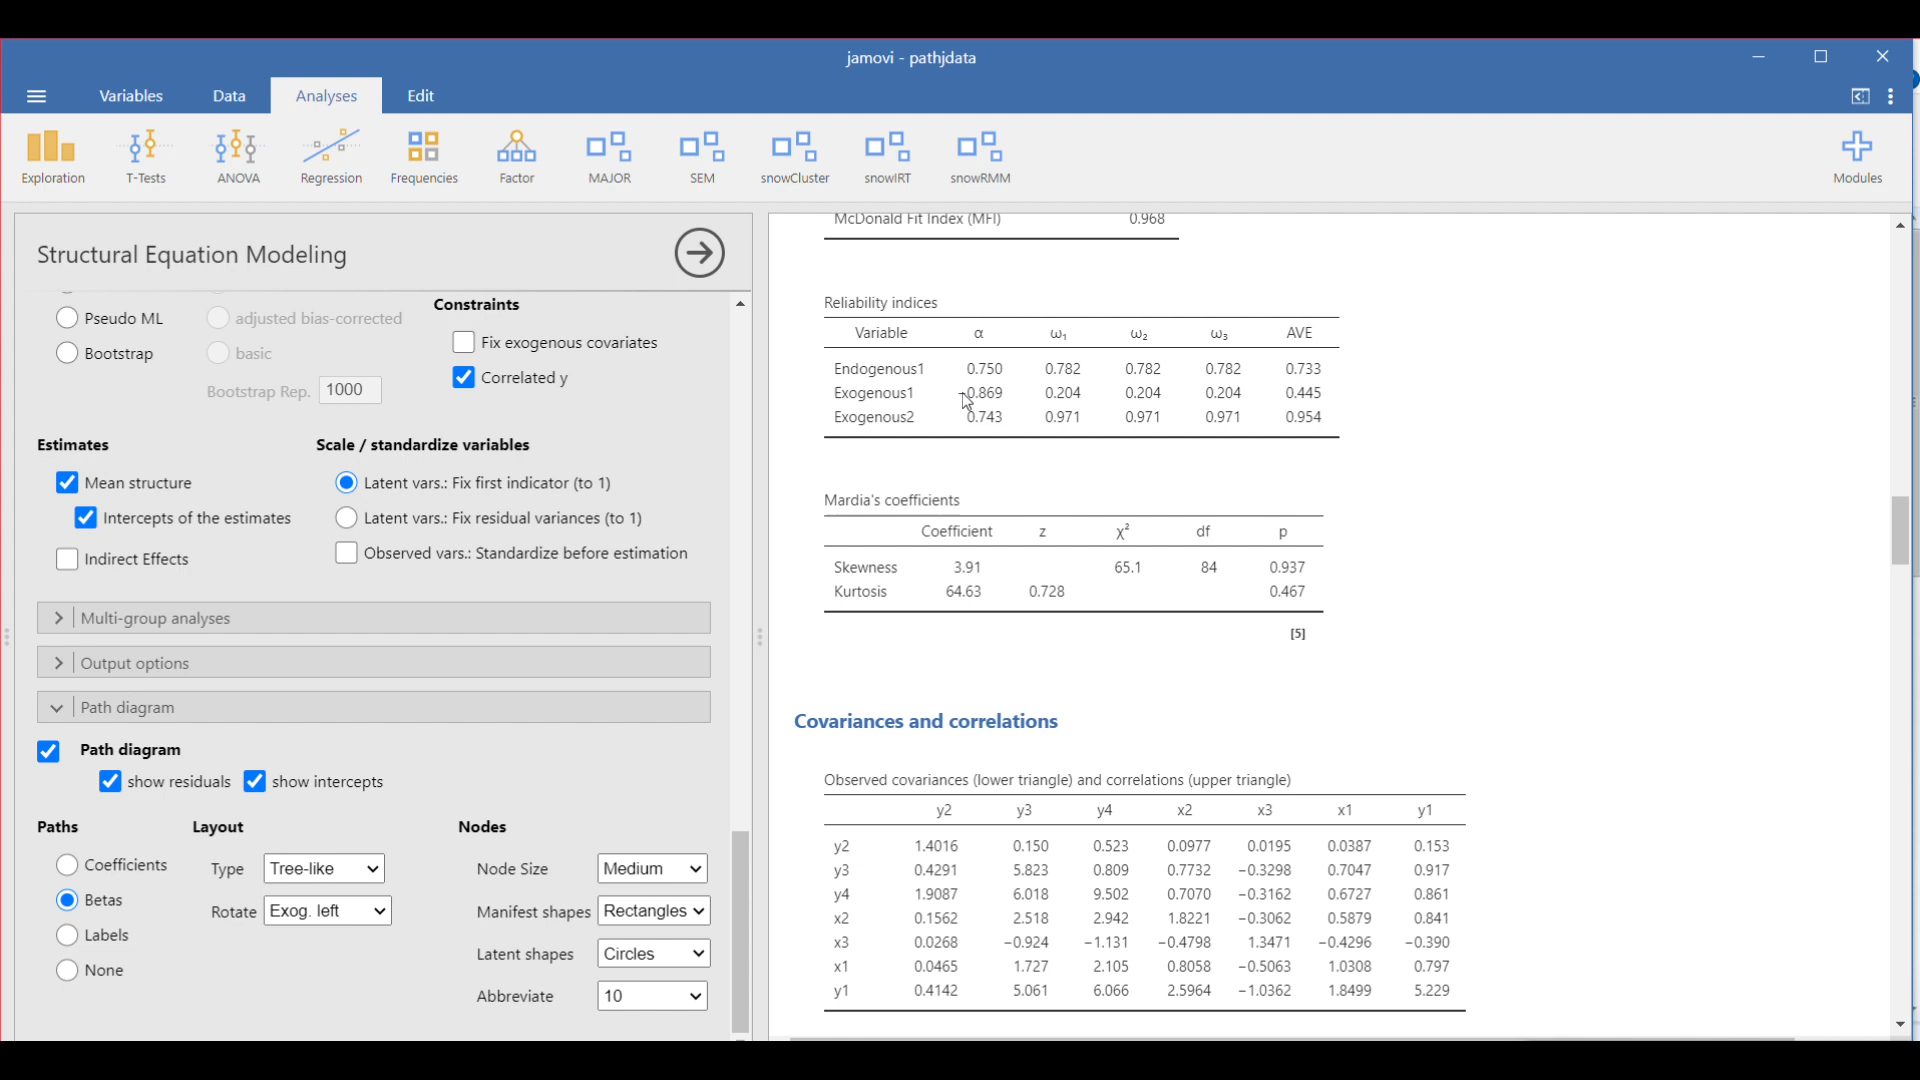 jamovi - pathjdata
Variables Data Analyses Edit
Exploration T-Tests ANOVA Regression Frequencies Factor MAJOR SEM snowCluster snowIRT snowRMM Modules
Structural Equation Modeling
Pseudo ML adjusted bias-corrected
Bootstrap basic
Bootstrap Rep. 1000
Constraints
Fix exogenous covariates
Correlated y
Estimates
Mean structure
Intercepts of the estimates
Indirect Effects
Scale / standardize variables
Latent vars.: Fix first indicator (to 1)
Latent vars.: Fix residual variances (to 1)
Observed vars.: Standardize before estimation
Multi-group analyses
Output options
Path diagram
Path diagram
show residuals show intercepts
Paths
Coefficients
Betas
Labels
None
Layout
Type Tree-like
Rotate Exog. left
Nodes
Node Size Medium
Manifest shapes Rectangles
Latent shapes Circles
Abbreviate 10
McDonald Fit Index (MFI) 0.968
Reliability indices
Variable α ω₁ ω₂ ω₃ AVE
Endogenous1 0.750 0.782 0.782 0.782 0.733
Exogenous1 −0.869 0.204 0.204 0.204 0.445
Exogenous2 0.743 0.971 0.971 0.971 0.954
Mardia's coefficients
Coefficient z χ² df p
Skewness 3.91 65.1 84 0.937
Kurtosis 64.63 0.728 0.467
[5]
Covariances and correlations
Observed covariances (lower triangle) and correlations (upper triangle)
y2 y3 y4 x2 x3 x1 y1
y2 1.4016 0.150 0.523 0.0977 0.0195 0.0387 0.153
y3 0.4291 5.823 0.809 0.7732 −0.3298 0.7047 0.917
y4 1.9087 6.018 9.502 0.7070 −0.3162 0.6727 0.861
x2 0.1562 2.518 2.942 1.8221 −0.3062 0.5879 0.841
x3 0.0268 −0.924 −1.131 −0.4798 1.3471 −0.4296 −0.390
x1 0.0465 1.727 2.105 0.8058 −0.5063 1.0308 0.797
y1 0.4142 5.061 6.066 2.5964 −1.0362 1.8499 5.229